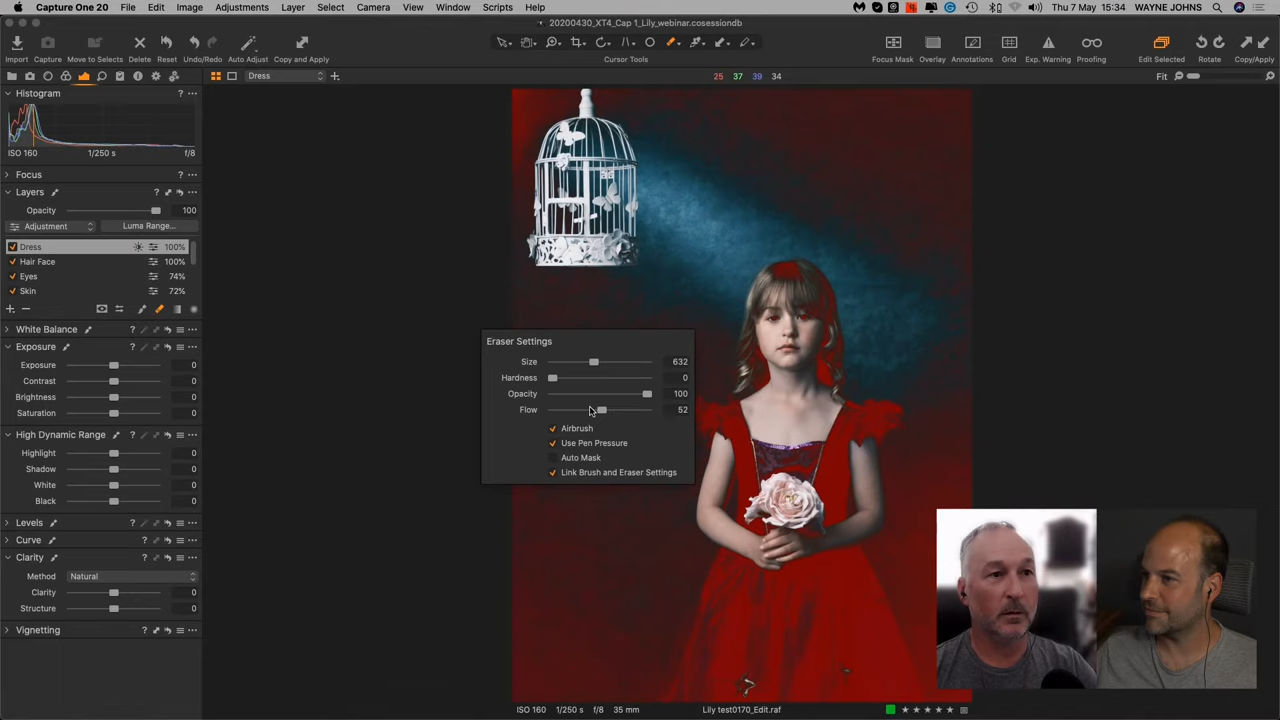 Capture One 20 File Edit View Image Adjustments Layer Select Camera View Window Scripts Help Thu 7 May 15:34 WAYNE JOHNS
20200430_XT4_Cap 1_Lily_webinar.cosessiondb
Import Capture Move to Selects Delete Reset Undo/Redo Auto Adjust Copy and Apply Cursor Tools Focus Mask Overlay Annotations Grid Exp. Warning Proofing Edit Selected Rotate Copy/Apply
Dress 25 37 39 34 Fit
Histogram
ISO 160 1/250 s f/8
Focus
Layers
Opacity 100
Adjustment Luma Range...
Dress 100%
Hair Face 100%
Eyes 74%
Skin 72%
White Balance
Exposure
Exposure 0
Contrast 0
Brightness 0
Saturation 0
High Dynamic Range
Highlight 0
Shadow 0
White 0
Black 0
Levels
Curve
Clarity
Method Natural
Clarity 0
Structure 0
Vignetting
Eraser Settings
Size 632
Hardness 0
Opacity 100
Flow 52
Airbrush
Use Pen Pressure
Auto Mask
Link Brush and Eraser Settings
ISO 160 1/250 s f/8 35 mm Lily test0170_Edit.raf